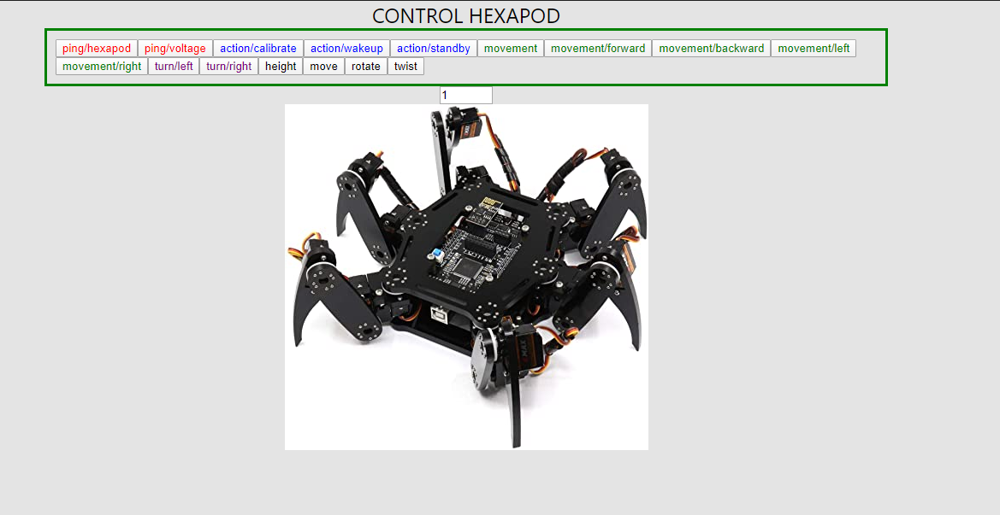 CONTROL HEXAPOD
ping/hexapod ping/voltage action/calibrate action/wakeup action/standby movement movement/forward movement/backward movement/left
movement/right turn/left turn/right height move rotate twist
1